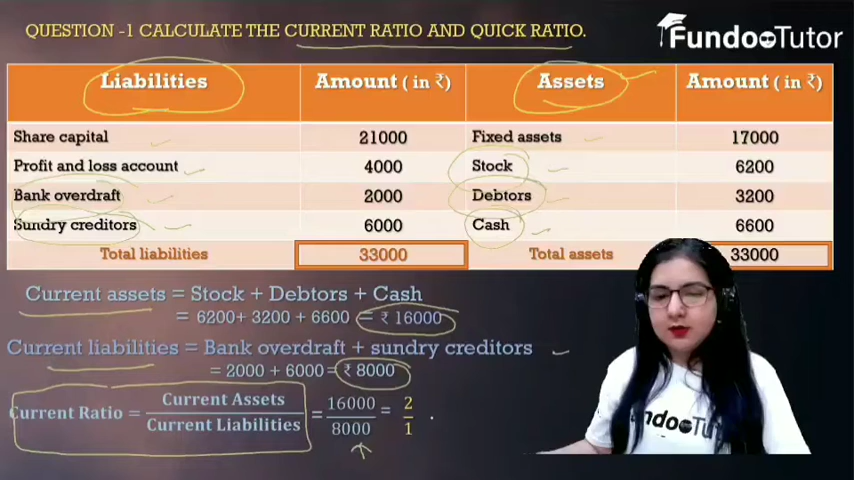 QUESTION -1 CALCULATE THE CURRENT RATIO AND QUICK RATIO.
FundooTutor
Liabilities Amount ( in ₹) Assets Amount ( in ₹)
Share capital 21000 Fixed assets 17000
Profit and loss account 4000 Stock 6200
Bank overdraft 2000 Debtors 3200
Sundry creditors 6000 Cash 6600
Total liabilities 33000 Total assets 33000
Current assets = Stock + Debtors + Cash
= 6200+ 3200 + 6600 = ₹ 16000
Current liabilities = Bank overdraft + sundry creditors
= 2000 + 6000 = ₹ 8000
Current Ratio = Current Assets / Current Liabilities = 16000 / 8000 = 2 / 1